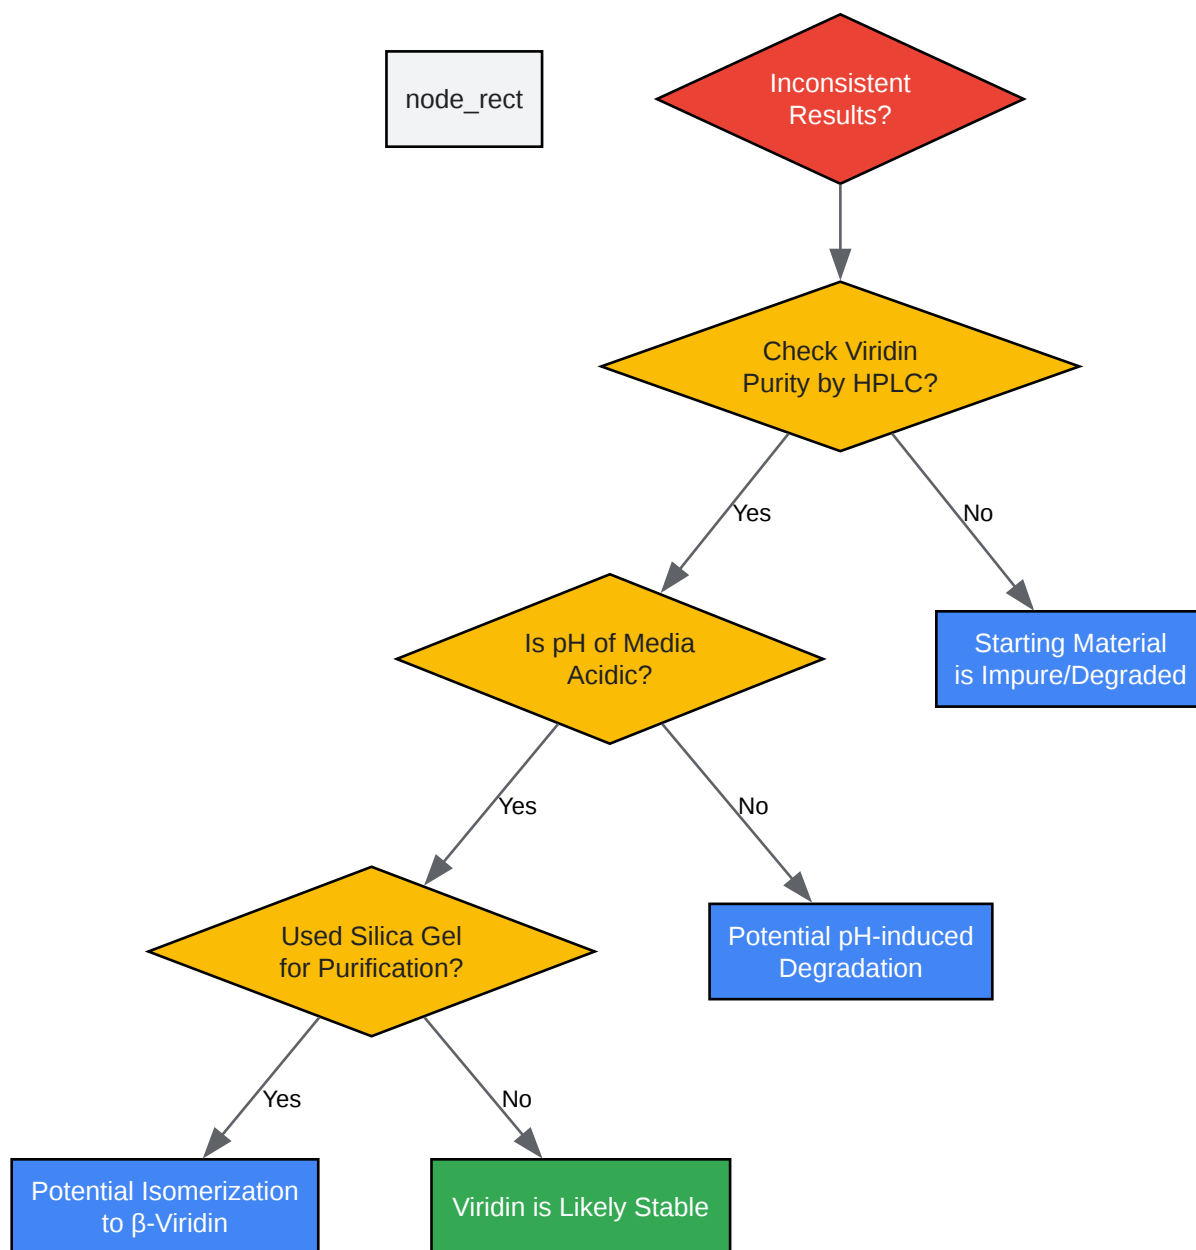 node_rect
Inconsistent
Results?
Check Viridin
Purity by HPLC?
Yes
No
Is pH of Media
Acidic?
Starting Material
is Impure/Degraded
Yes
No
Used Silica Gel
for Purification?
Potential pH-induced
Degradation
Yes
No
Potential Isomerization
to β-Viridin
Viridin is Likely Stable